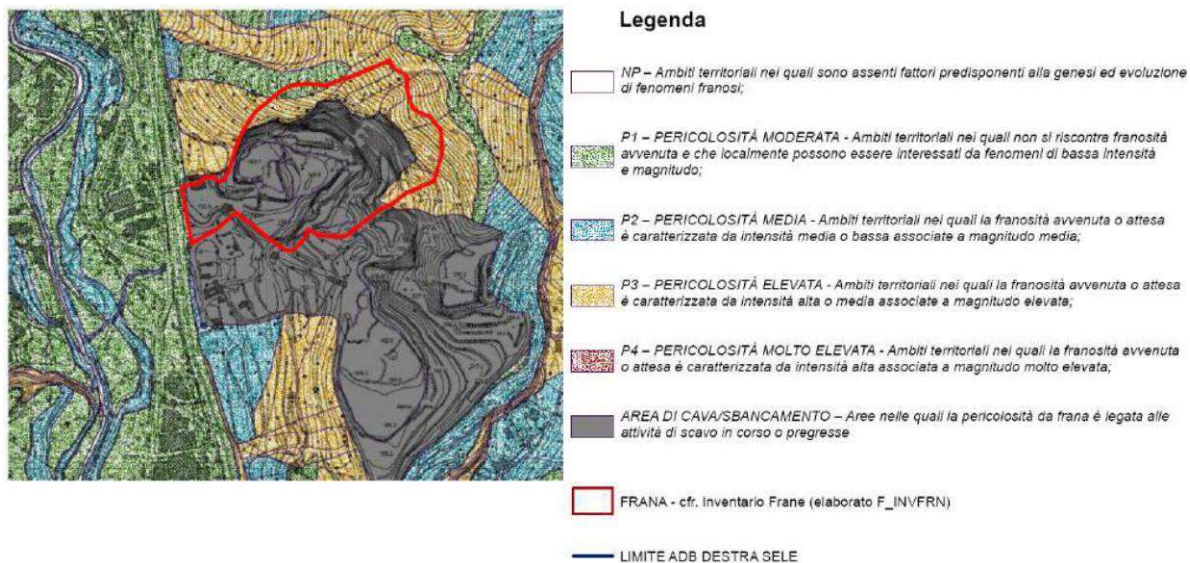 Legenda
NP – Ambiti territoriali nei quali sono assenti fattori predisponenti alla genesi ed evoluzione
di fenomeni franosi;
P1 – PERICOLOSITÁ MODERATA - Ambiti territoriali nei quali non si riscontra franosità
avvenuta e che localmente possono essere interessati da fenomeni di bassa intensità
e magnitudo;
P2 – PERICOLOSITÁ MEDIA - Ambiti territoriali nei quali la franosità avvenuta o attesa
è caratterizzata da intensità media o bassa associate a magnitudo media;
P3 – PERICOLOSITÁ ELEVATA - Ambiti territoriali nei quali la franosità avvenuta o attesa
è caratterizzata da intensità alta o media associate a magnitudo elevata;
P4 – PERICOLOSITÁ MOLTO ELEVATA - Ambiti territoriali nei quali la franosità avvenuta
o attesa è caratterizzata da intensità alta associata a magnitudo molto elevata;
AREA DI CAVA/SBANCAMENTO – Aree nelle quali la pericolosità da frana è legata alle
attività di scavo in corso o pregresse
FRANA - cfr. Inventario Frane (elaborato F_INVFRN)
LIMITE ADB DESTRA SELE